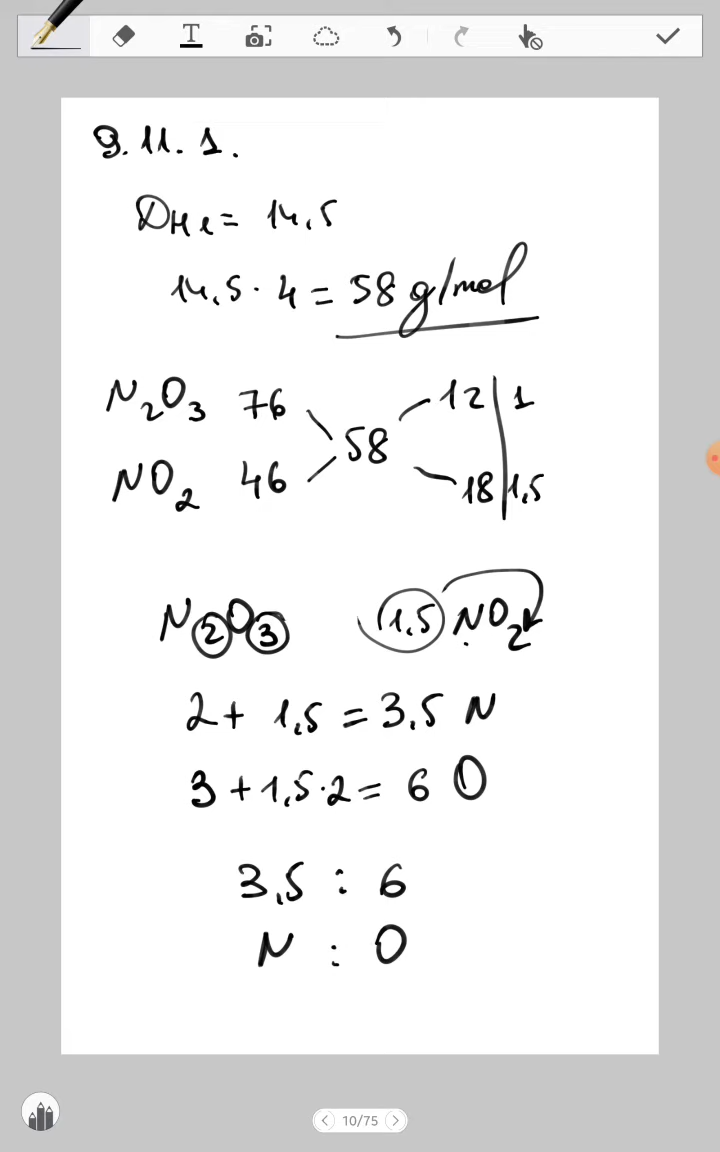 T
9.11.1.
DHe = 14,5
14,5 · 4 = 58 g/mol
N2O3 76 12 | 1
58
NO2 46 18 | 1,5
N2O3 1,5 NO2
2 + 1,5 = 3,5 N
3 + 1,5 · 2 = 6 O
3,5 : 6
N : O
10/75